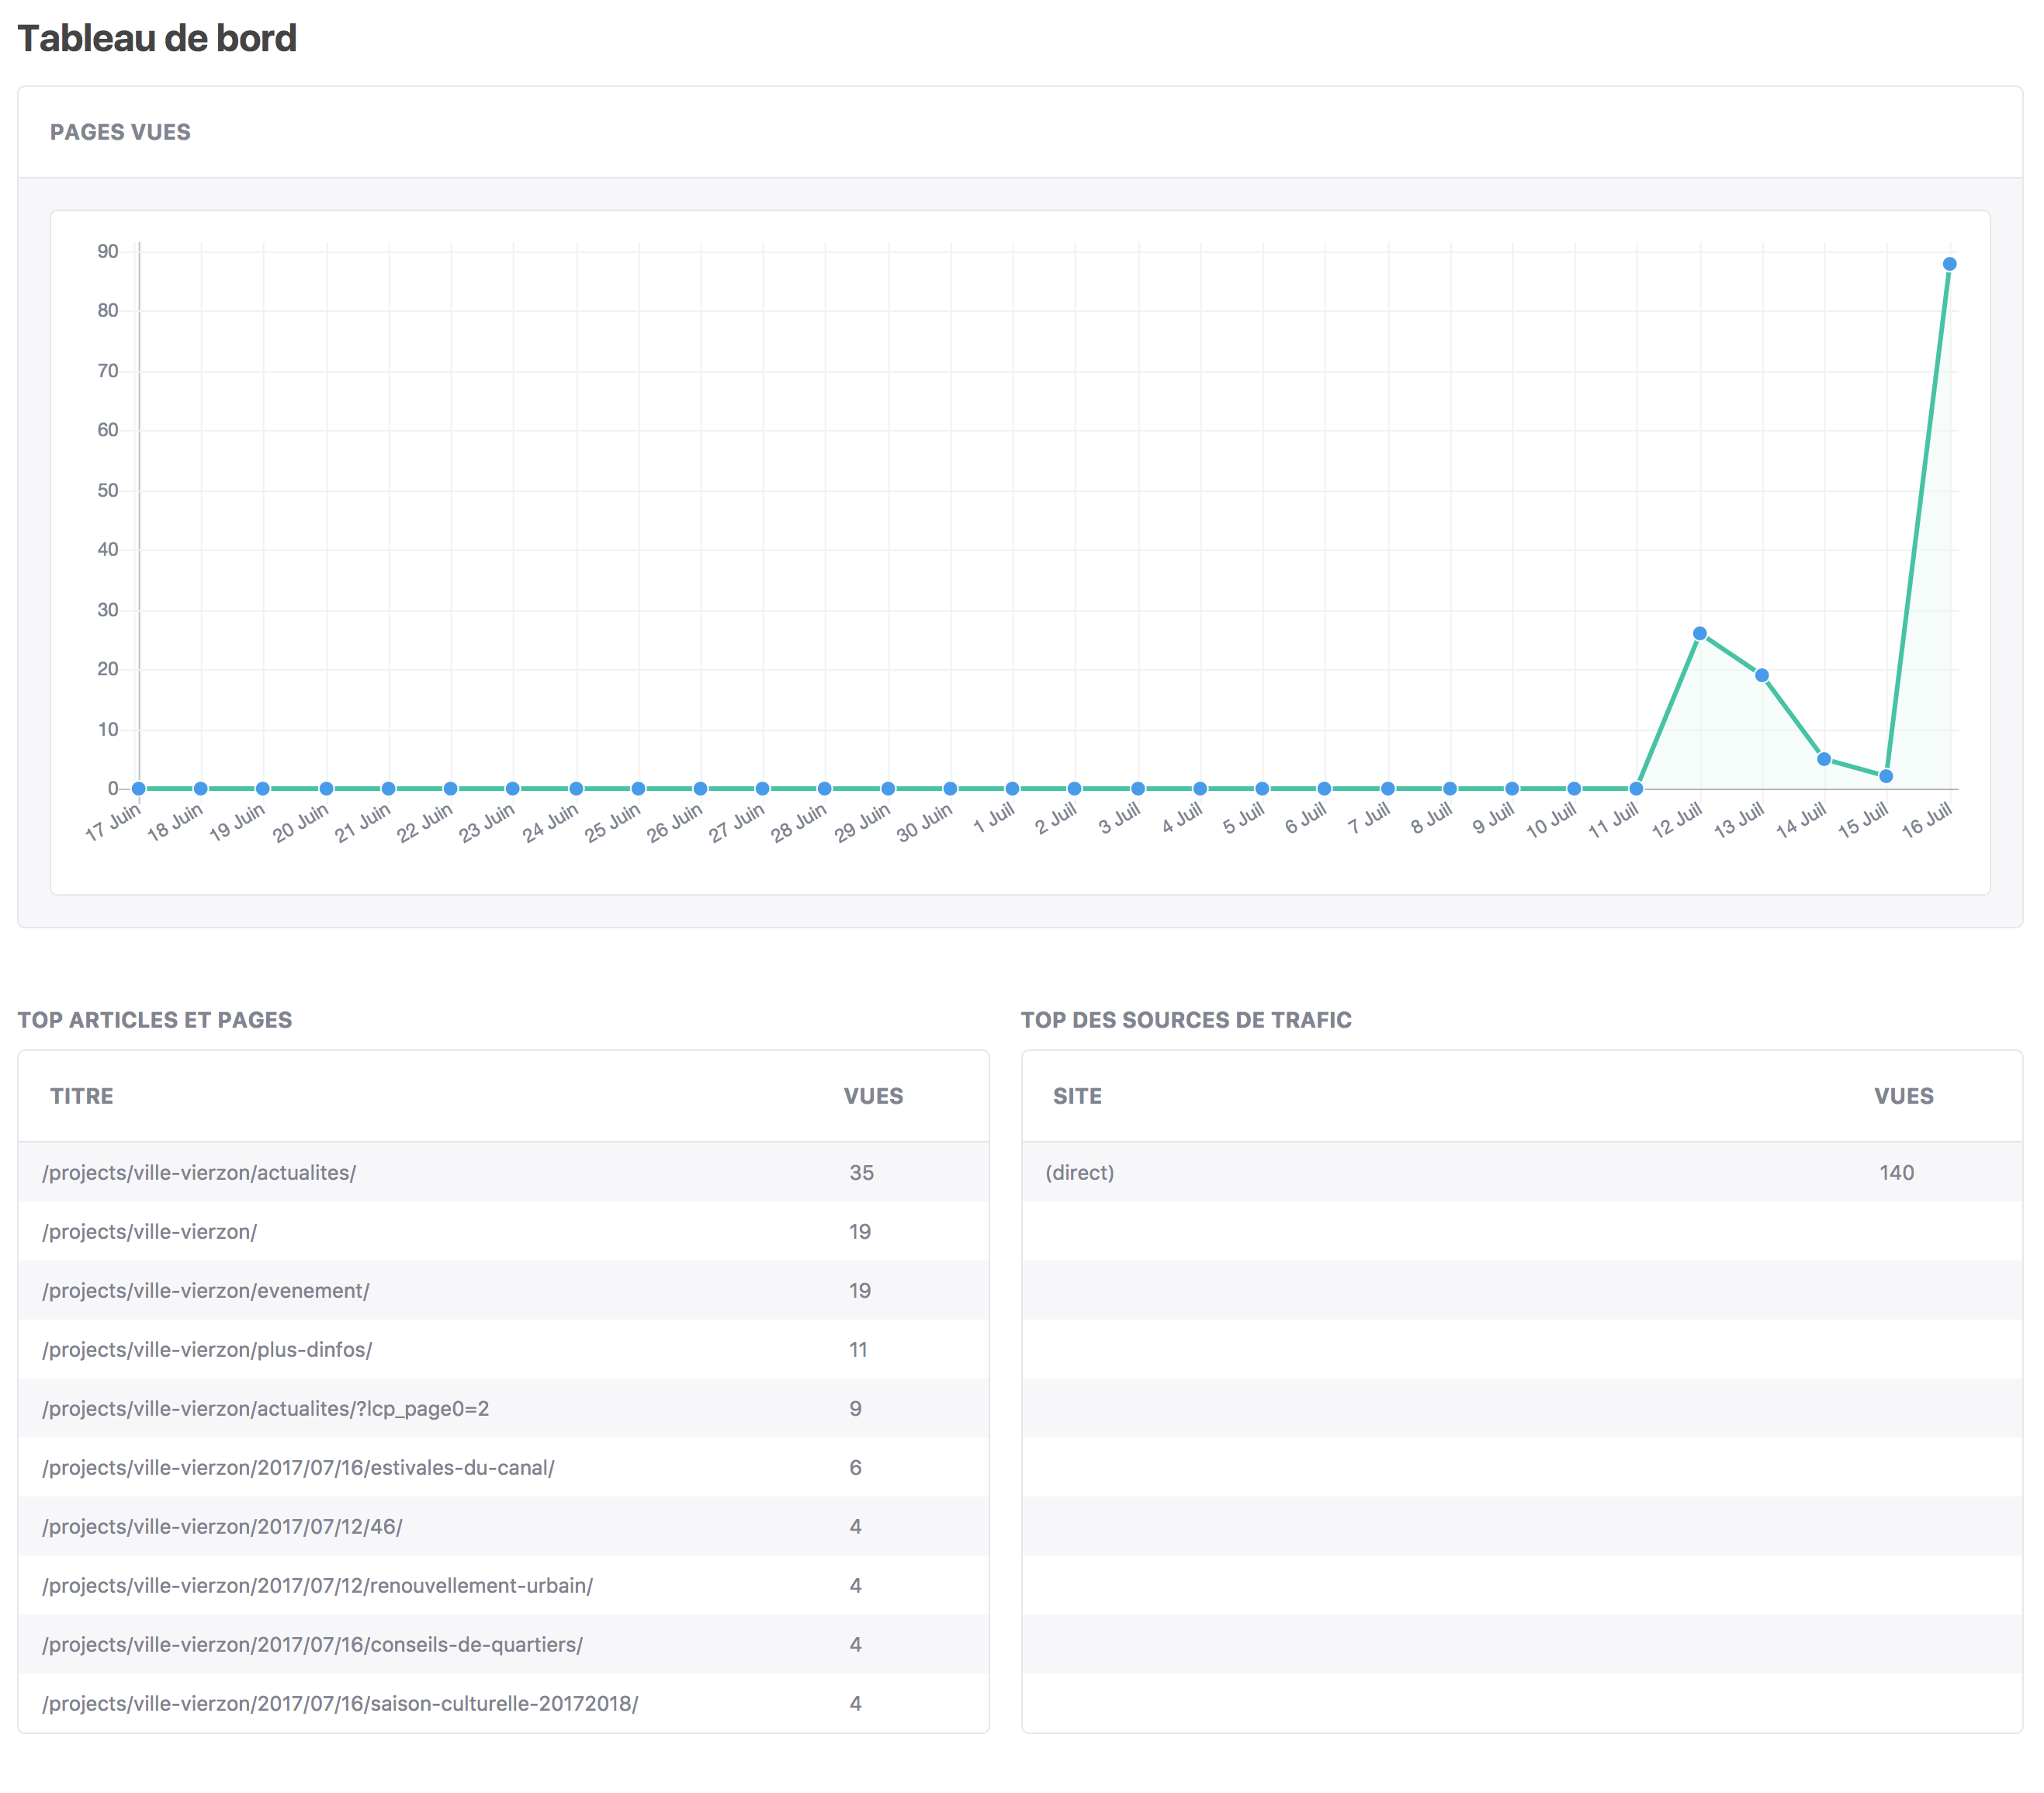 Tableau de bord
PAGES VUES
90
80
70
60
50
40
30
20
10
0
17 Juin 18 Juin 19 Juin 20 Juin 21 Juin 22 Juin 23 Juin 24 Juin 25 Juin 26 Juin 27 Juin 28 Juin 29 Juin 30 Juin 1 Juil 2 Juil 3 Juil 4 Juil 5 Juil 6 Juil 7 Juil 8 Juil 9 Juil 10 Juil 11 Juil 12 Juil 13 Juil 14 Juil 15 Juil 16 Juil
TOP ARTICLES ET PAGES
TITRE VUES
/projects/ville-vierzon/actualites/ 35
/projects/ville-vierzon/ 19
/projects/ville-vierzon/evenement/ 19
/projects/ville-vierzon/plus-dinfos/ 11
/projects/ville-vierzon/actualites/?lcp_page0=2 9
/projects/ville-vierzon/2017/07/16/estivales-du-canal/ 6
/projects/ville-vierzon/2017/07/12/46/ 4
/projects/ville-vierzon/2017/07/12/renouvellement-urbain/ 4
/projects/ville-vierzon/2017/07/16/conseils-de-quartiers/ 4
/projects/ville-vierzon/2017/07/16/saison-culturelle-20172018/ 4
TOP DES SOURCES DE TRAFIC
SITE VUES
(direct) 140